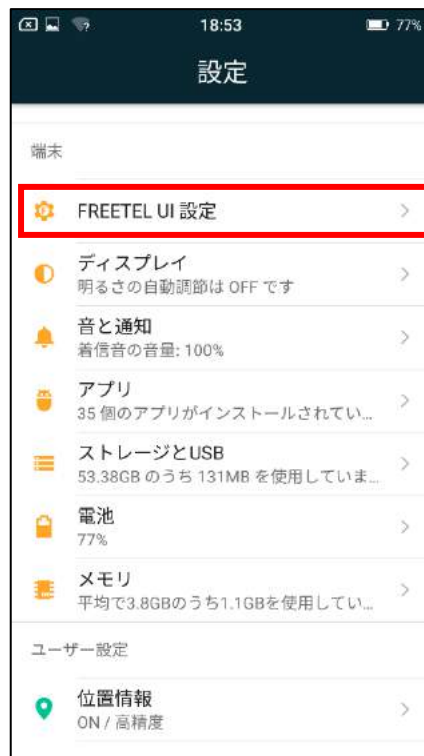 18:53
77%
設定
端末
FREETEL UI 設定
ディスプレイ
明るさの自動調節は OFF です
音と通知
着信音の音量: 100%
アプリ
35 個のアプリがインストールされてい...
ストレージとUSB
53.38GB のうち 131MB を使用していま...
電池
77%
メモリ
平均で3.8GBのうち1.1GBを使用してい...
ユーザー設定
位置情報
ON / 高精度